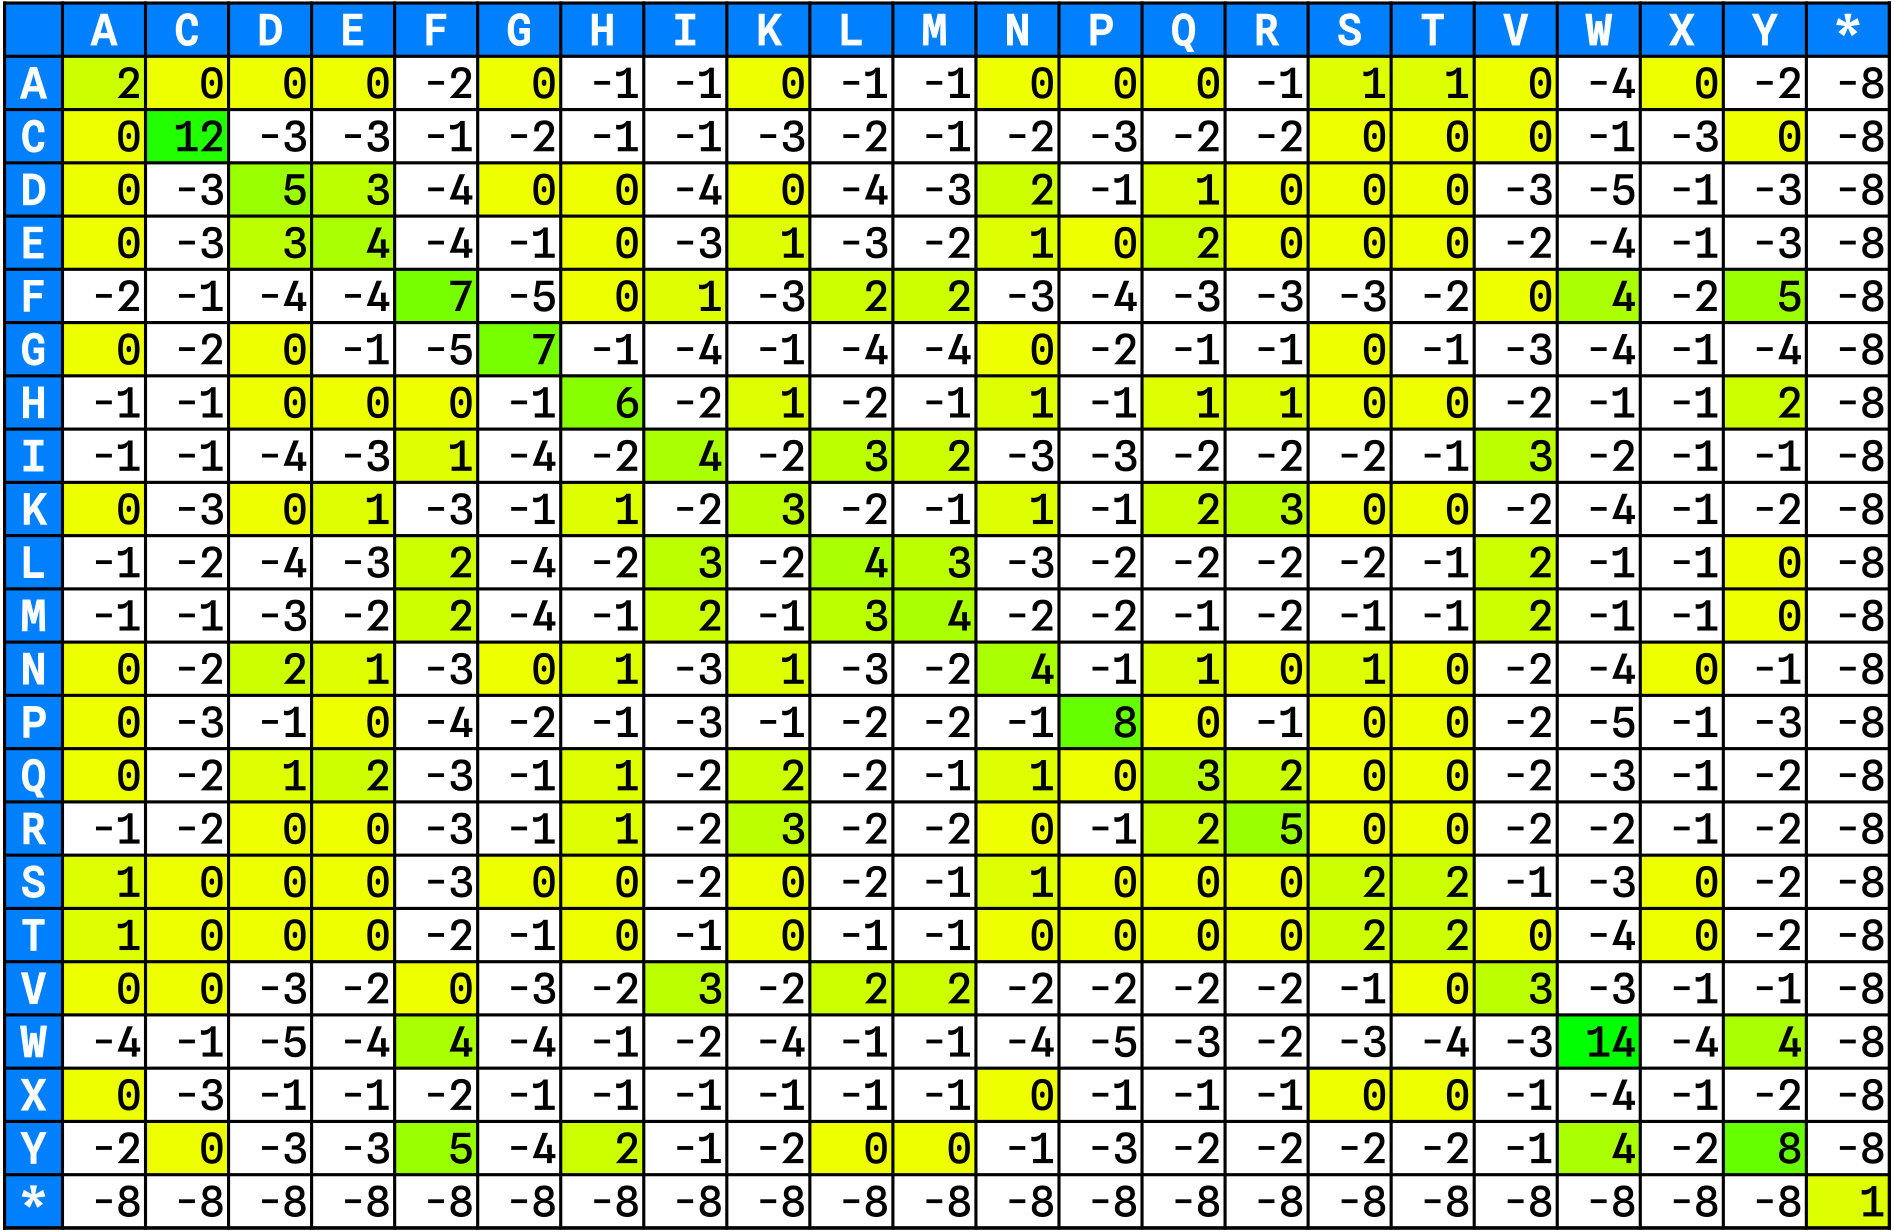 A C D E F G H I K L M N P Q R S T V W X Y *
A 2 0 0 0 -2 0 -1 -1 0 -1 -1 0 0 0 -1 1 1 0 -4 0 -2 -8
C 0 12 -3 -3 -1 -2 -1 -1 -3 -2 -1 -2 -3 -2 -2 0 0 0 -1 -3 0 -8
D 0 -3 5 3 -4 0 0 -4 0 -4 -3 2 -1 1 0 0 0 -3 -5 -1 -3 -8
E 0 -3 3 4 -4 -1 0 -3 1 -3 -2 1 0 2 0 0 0 -2 -4 -1 -3 -8
F -2 -1 -4 -4 7 -5 0 1 -3 2 2 -3 -4 -3 -3 -3 -2 0 4 -2 5 -8
G 0 -2 0 -1 -5 7 -1 -4 -1 -4 -4 0 -2 -1 -1 0 -1 -3 -4 -1 -4 -8
H -1 -1 0 0 0 -1 6 -2 1 -2 -1 1 -1 1 1 0 0 -2 -1 -1 2 -8
I -1 -1 -4 -3 1 -4 -2 4 -2 3 2 -3 -3 -2 -2 -2 -1 3 -2 -1 -1 -8
K 0 -3 0 1 -3 -1 1 -2 3 -2 -1 1 -1 2 3 0 0 -2 -4 -1 -2 -8
L -1 -2 -4 -3 2 -4 -2 3 -2 4 3 -3 -2 -2 -2 -2 -1 2 -1 -1 0 -8
M -1 -1 -3 -2 2 -4 -1 2 -1 3 4 -2 -2 -1 -2 -1 -1 2 -1 -1 0 -8
N 0 -2 2 1 -3 0 1 -3 1 -3 -2 4 -1 1 0 1 0 -2 -4 0 -1 -8
P 0 -3 -1 0 -4 -2 -1 -3 -1 -2 -2 -1 8 0 -1 0 0 -2 -5 -1 -3 -8
Q 0 -2 1 2 -3 -1 1 -2 2 -2 -1 1 0 3 2 0 0 -2 -3 -1 -2 -8
R -1 -2 0 0 -3 -1 1 -2 3 -2 -2 0 -1 2 5 0 0 -2 -2 -1 -2 -8
S 1 0 0 0 -3 0 0 -2 0 -2 -1 1 0 0 0 2 2 -1 -3 0 -2 -8
T 1 0 0 0 -2 -1 0 -1 0 -1 -1 0 0 0 0 2 2 0 -4 0 -2 -8
V 0 0 -3 -2 0 -3 -2 3 -2 2 2 -2 -2 -2 -2 -1 0 3 -3 -1 -1 -8
W -4 -1 -5 -4 4 -4 -1 -2 -4 -1 -1 -4 -5 -3 -2 -3 -4 -3 14 -4 4 -8
X 0 -3 -1 -1 -2 -1 -1 -1 -1 -1 -1 0 -1 -1 -1 0 0 -1 -4 -1 -2 -8
Y -2 0 -3 -3 5 -4 2 -1 -2 0 0 -1 -3 -2 -2 -2 -2 -1 4 -2 8 -8
* -8 -8 -8 -8 -8 -8 -8 -8 -8 -8 -8 -8 -8 -8 -8 -8 -8 -8 -8 -8 -8 1